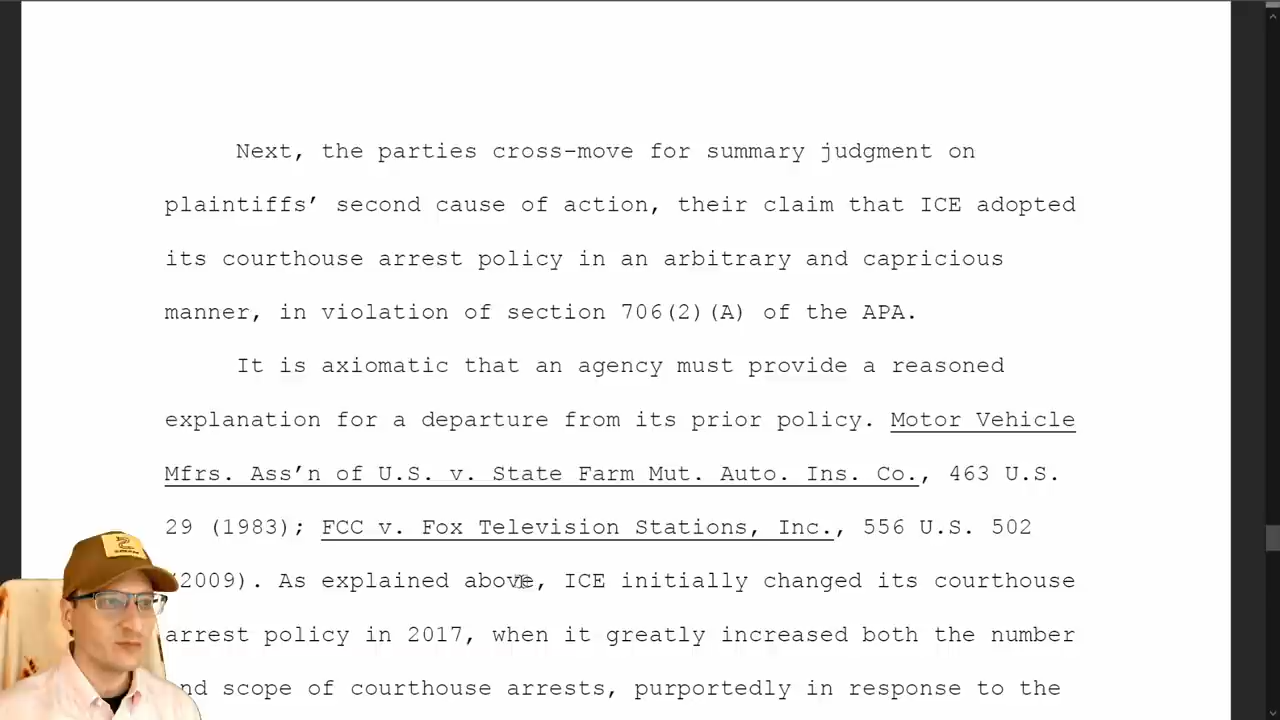 Next, the parties cross-move for summary judgment on
plaintiffs’ second cause of action, their claim that ICE adopted
its courthouse arrest policy in an arbitrary and capricious
manner, in violation of section 706(2)(A) of the APA.
It is axiomatic that an agency must provide a reasoned
explanation for a departure from its prior policy. Motor Vehicle
Mfrs. Ass’n of U.S. v. State Farm Mut. Auto. Ins. Co., 463 U.S.
29 (1983); FCC v. Fox Television Stations, Inc., 556 U.S. 502
(2009). As explained above, ICE initially changed its courthouse
arrest policy in 2017, when it greatly increased both the number
and scope of courthouse arrests, purportedly in response to the